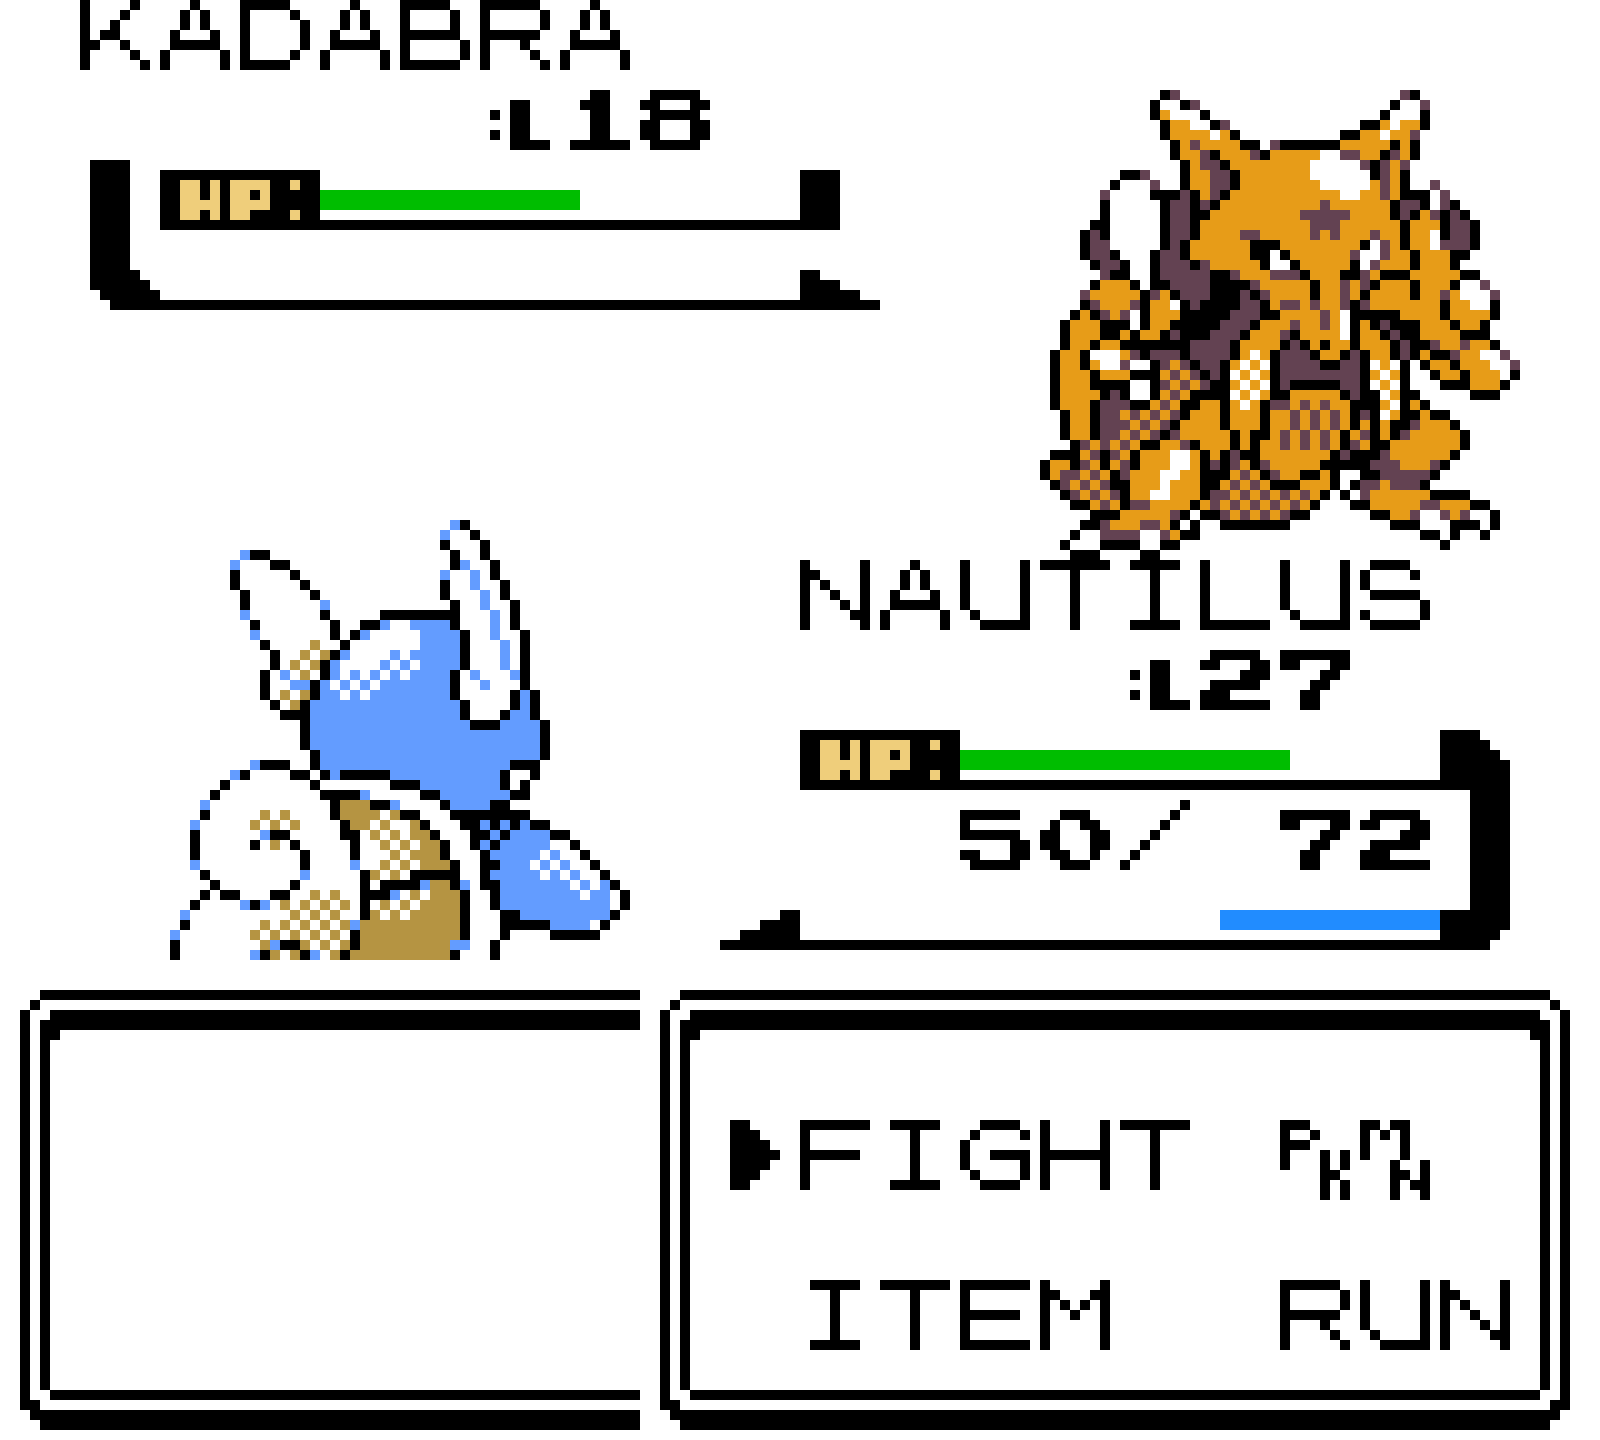 KADABRA
:L18
HP:
NAUTILUS
:L27
HP:
50/ 72
▶FIGHT PKMN
ITEM RUN